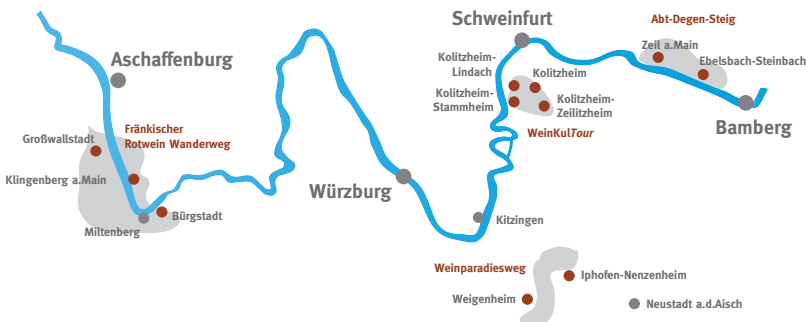 Schweinfurt
Abt-Degen-Steig
Zeil a.Main
Ebelsbach-Steinbach
Bamberg
Kolitzheim-
Lindach
Kolitzheim
Kolitzheim-
Stammheim
Kolitzheim-
Zeilitzheim
WeinKulTour
Aschaffenburg
Großwallstadt
Fränkischer
Rotwein Wanderweg
Klingenberg a.Main
Bürgstadt
Miltenberg
Würzburg
Kitzingen
Weinparadiesweg
Iphofen-Nenzenheim
Weigenheim
Neustadt a.d.Aisch